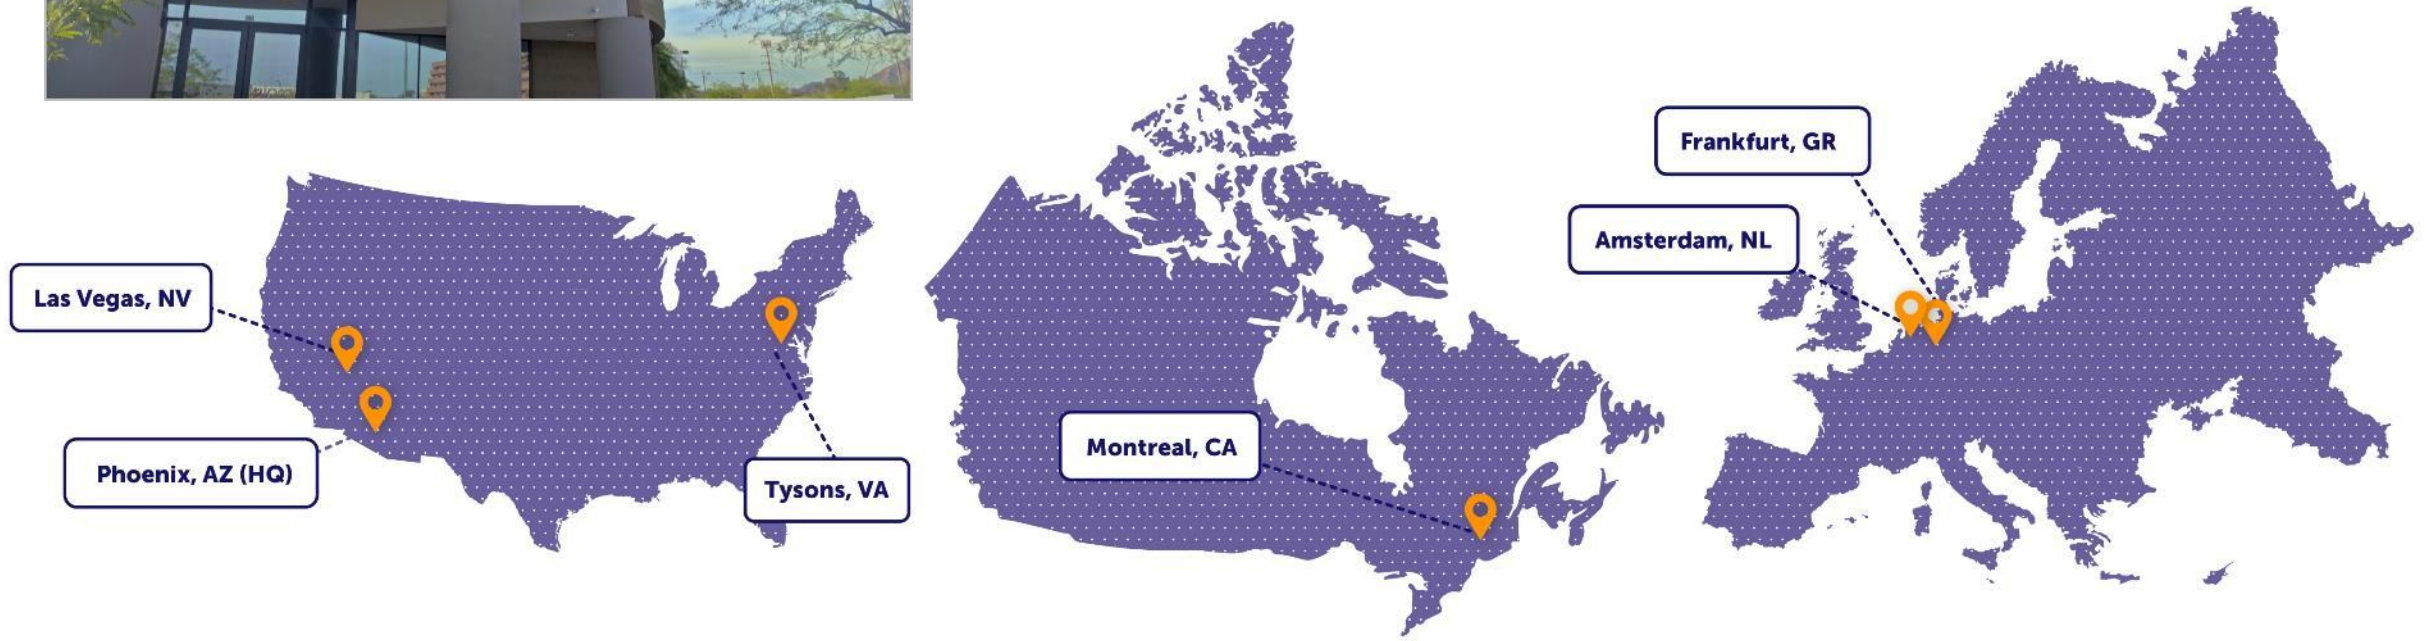 Frankfurt, GR
Amsterdam, NL
Las Vegas, NV
Montreal, CA
Phoenix, AZ (HQ)
Tysons, VA